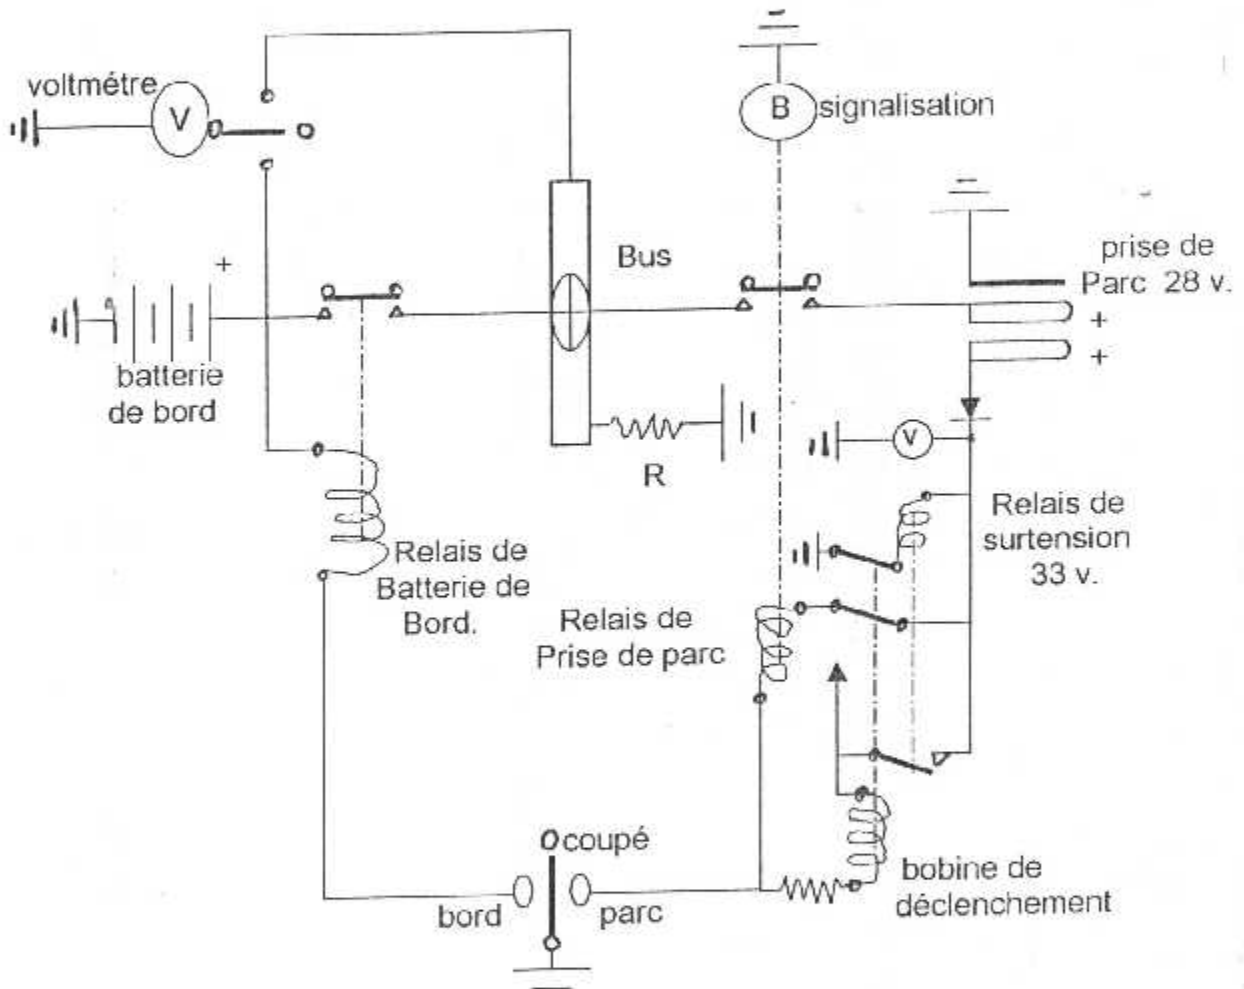 voltmétre
V
B
signalisation
+
Bus
prise de
Parc 28 v.
+
+
batterie
de bord
V
R
Relais de
surtension
33 v.
Relais de
Batterie de
Bord.
Relais de
Prise de parc
coupé
bord
parc
bobine de
déclenchement